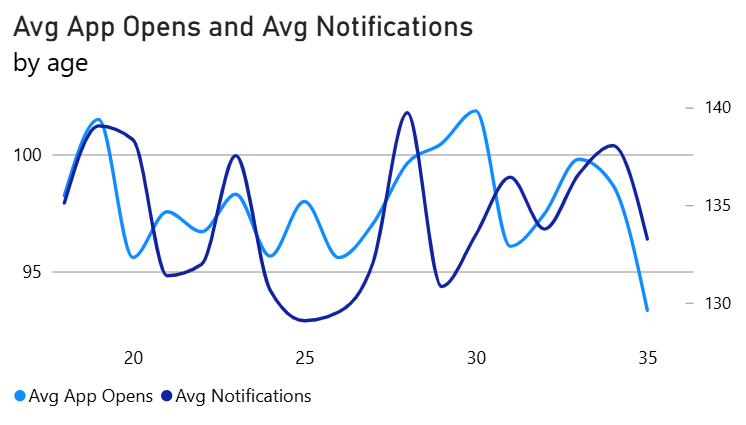 Avg App Opens and Avg Notifications
by age
140
100
135
95
130
20 25 30 35
Avg App Opens Avg Notifications